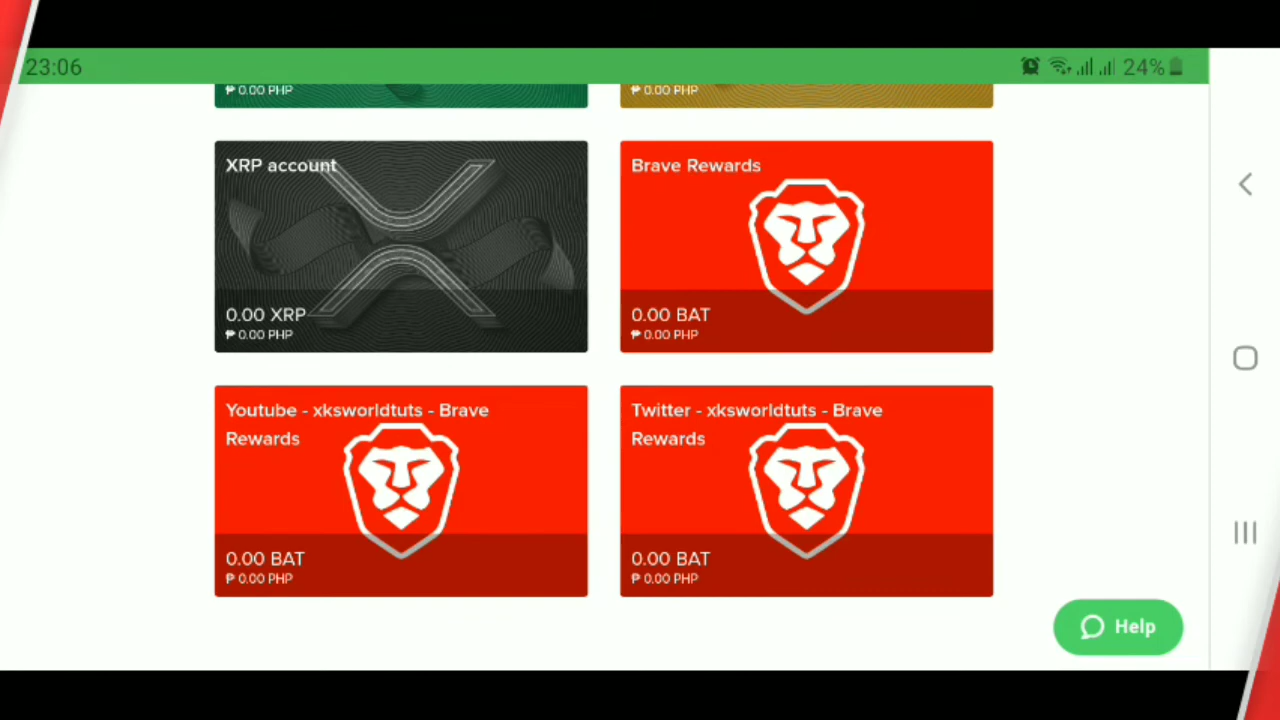 23:06
24%
₱ 0.00 PHP
₱ 0.00 PHP
XRP account
0.00 XRP
₱ 0.00 PHP
Brave Rewards
0.00 BAT
₱ 0.00 PHP
Youtube - xksworldtuts - Brave
Rewards
0.00 BAT
₱ 0.00 PHP
Twitter - xksworldtuts - Brave
Rewards
0.00 BAT
₱ 0.00 PHP
Help